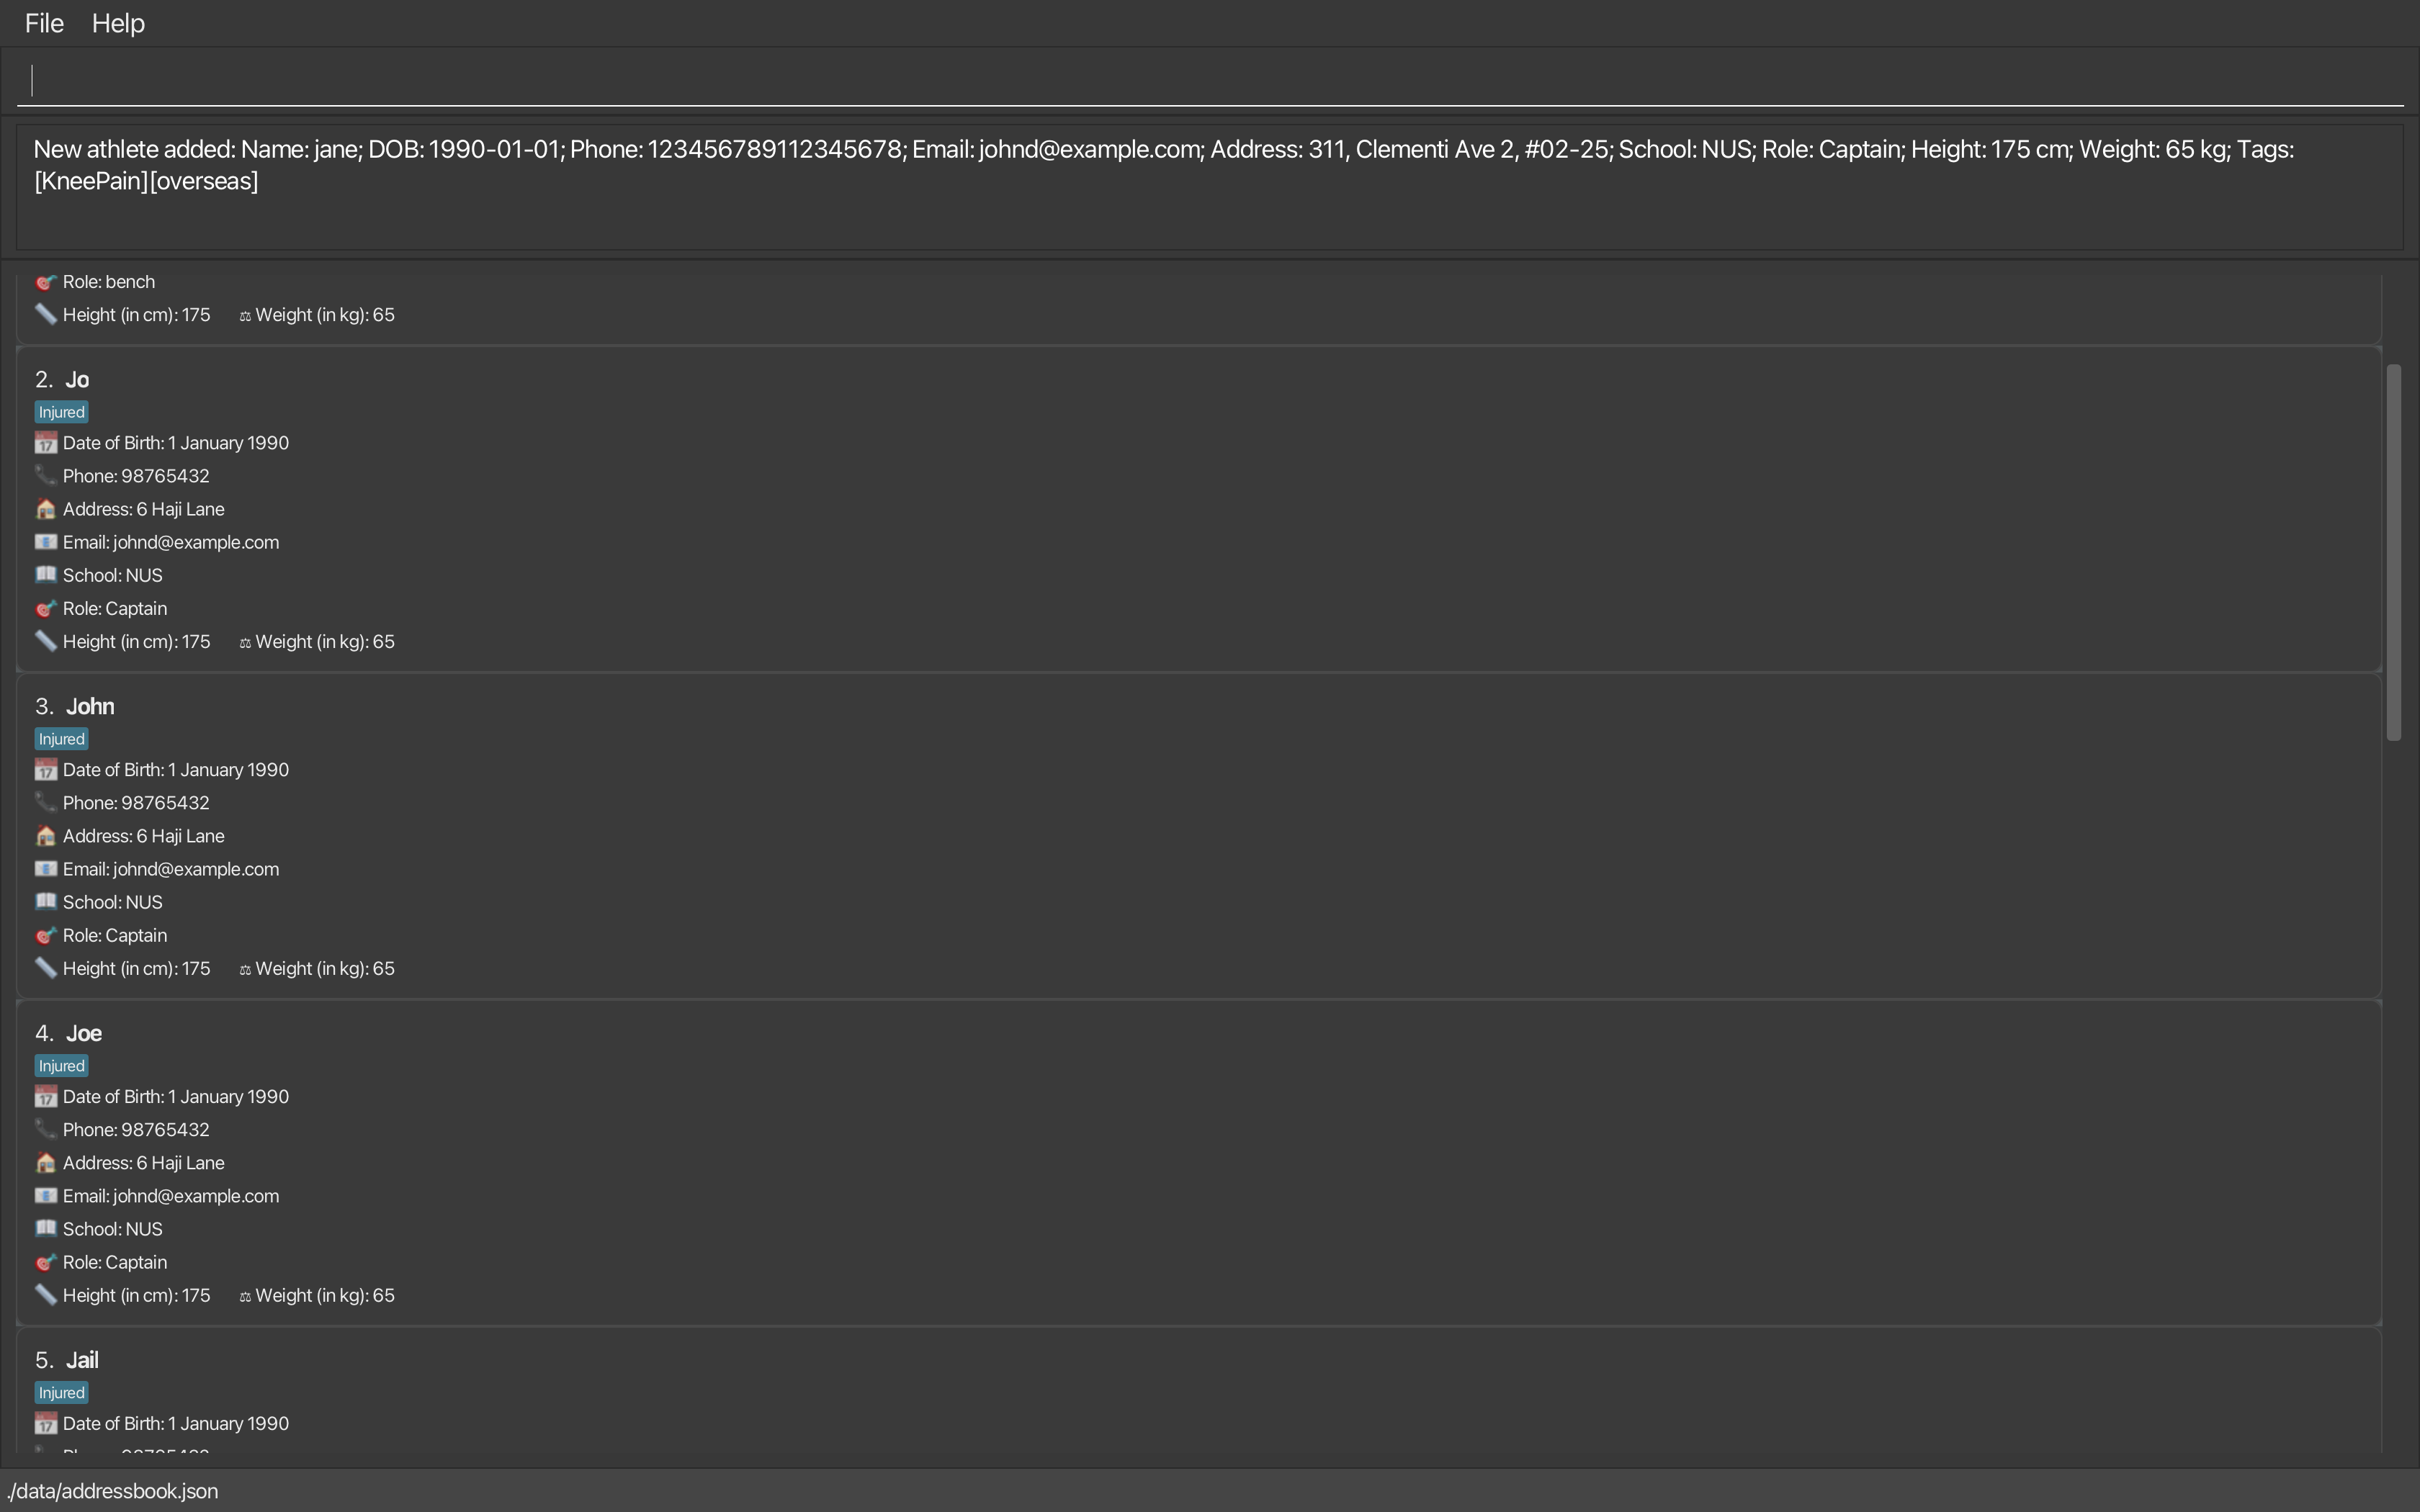 File Help
New athlete added: Name: jane; DOB: 1990-01-01; Phone: 123456789112345678; Email: johnd@example.com; Address: 311, Clementi Ave 2, #02-25; School: NUS; Role: Captain; Height: 175 cm; Weight: 65 kg; Tags:
[KneePain][overseas]
Role: bench
Height (in cm): 175 Weight (in kg): 65
2. Jo
Injured
Date of Birth: 1 January 1990
Phone: 98765432
Address: 6 Haji Lane
Email: johnd@example.com
School: NUS
Role: Captain
Height (in cm): 175 Weight (in kg): 65
3. John
Injured
Date of Birth: 1 January 1990
Phone: 98765432
Address: 6 Haji Lane
Email: johnd@example.com
School: NUS
Role: Captain
Height (in cm): 175 Weight (in kg): 65
4. Joe
Injured
Date of Birth: 1 January 1990
Phone: 98765432
Address: 6 Haji Lane
Email: johnd@example.com
School: NUS
Role: Captain
Height (in cm): 175 Weight (in kg): 65
5. Jail
Injured
Date of Birth: 1 January 1990
./data/addressbook.json